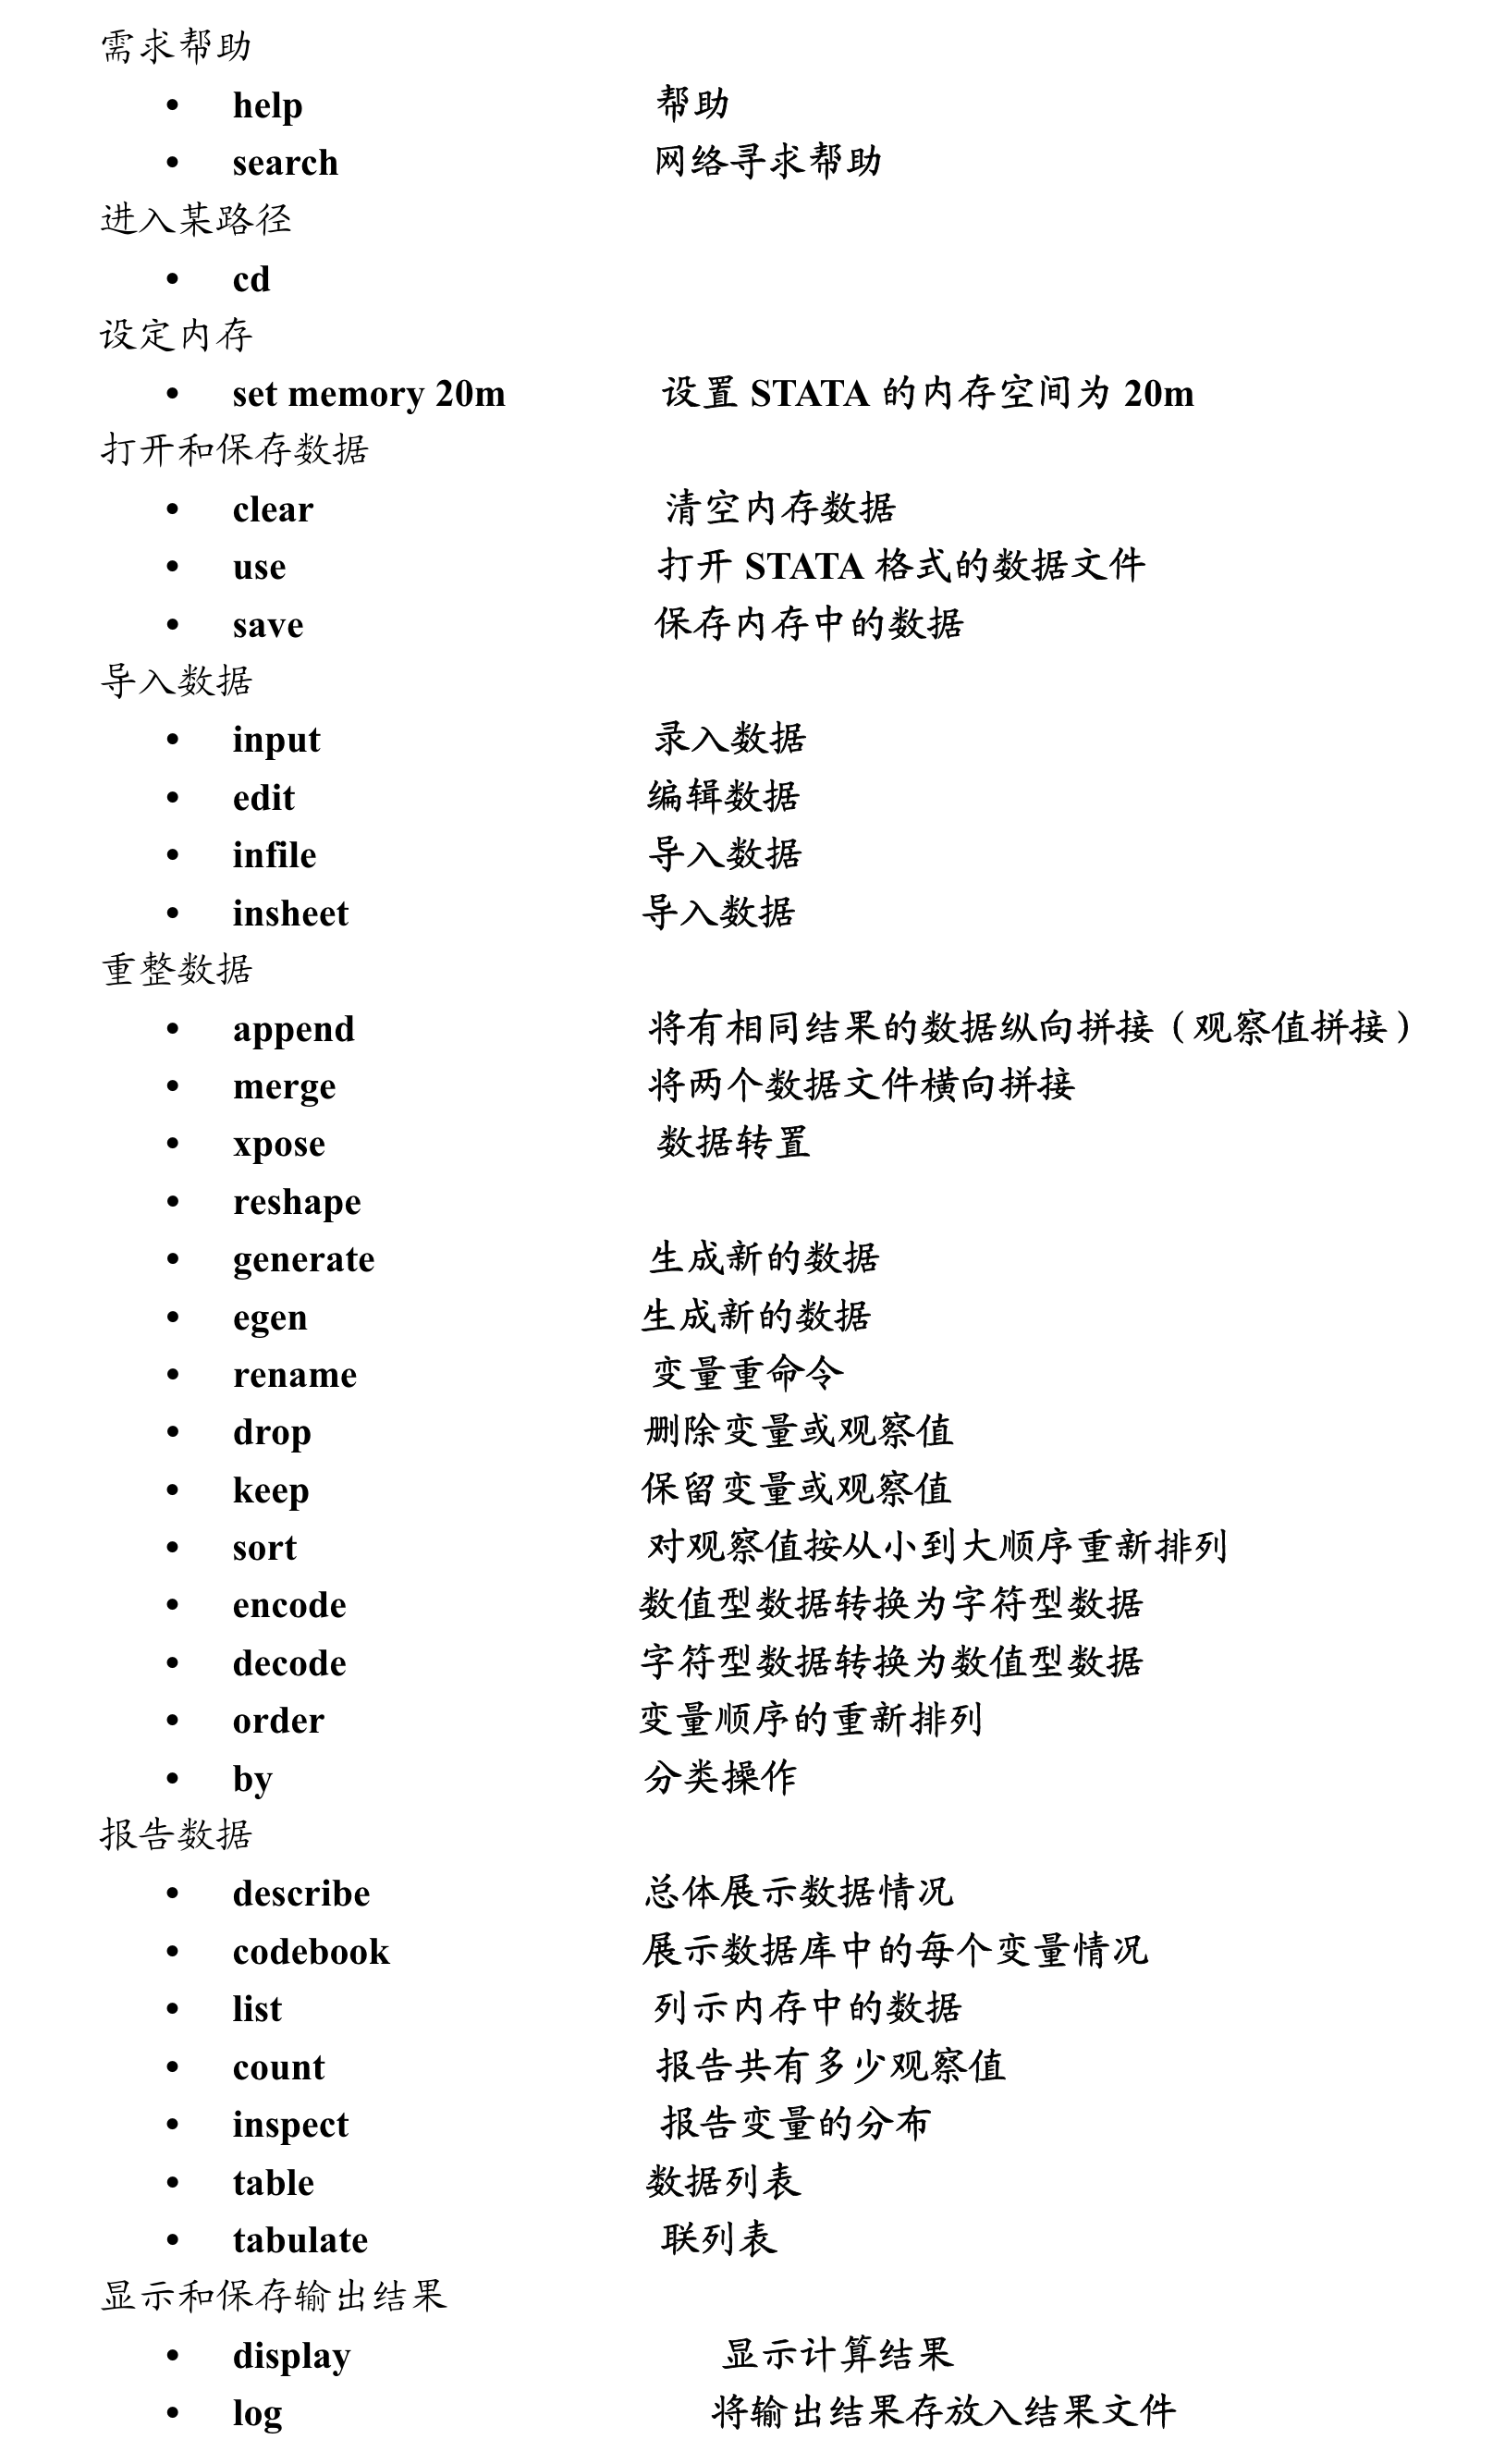 需求帮助
• help 帮助
• search 网络寻求帮助
进入某路径
• cd
设定内存
• set memory 20m 设置 STATA 的内存空间为 20m
打开和保存数据
• clear 清空内存数据
• use 打开 STATA 格式的数据文件
• save 保存内存中的数据
导入数据
• input 录入数据
• edit 编辑数据
• infile 导入数据
• insheet 导入数据
重整数据
• append 将有相同结果的数据纵向拼接（观察值拼接）
• merge 将两个数据文件横向拼接
• xpose 数据转置
• reshape
• generate 生成新的数据
• egen 生成新的数据
• rename 变量重命令
• drop 删除变量或观察值
• keep 保留变量或观察值
• sort 对观察值按从小到大顺序重新排列
• encode 数值型数据转换为字符型数据
• decode 字符型数据转换为数值型数据
• order 变量顺序的重新排列
• by 分类操作
报告数据
• describe 总体展示数据情况
• codebook 展示数据库中的每个变量情况
• list 列示内存中的数据
• count 报告共有多少观察值
• inspect 报告变量的分布
• table 数据列表
• tabulate 联列表
显示和保存输出结果
• display 显示计算结果
• log 将输出结果存放入结果文件